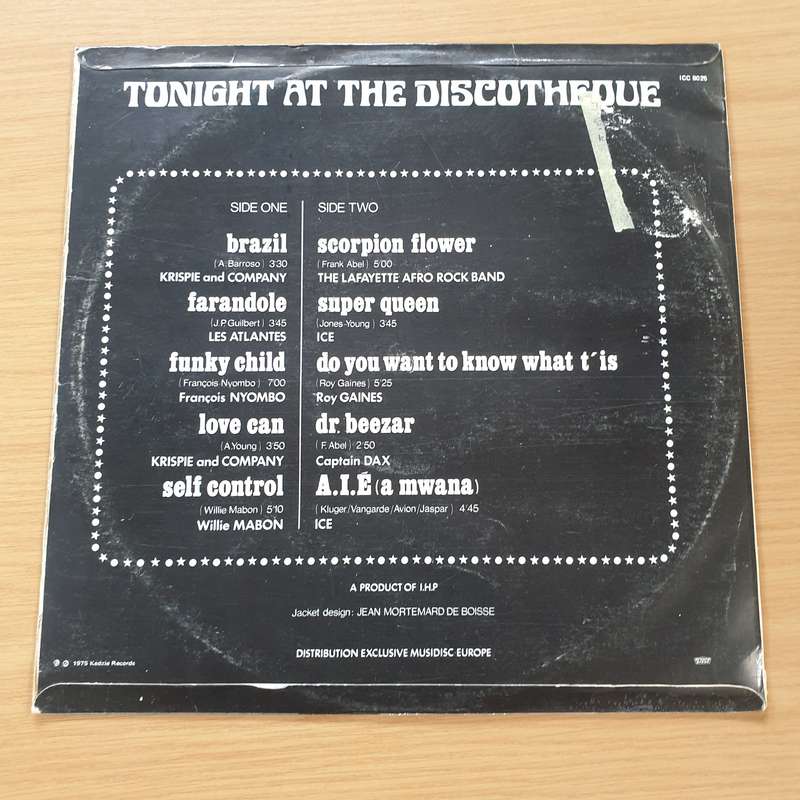 ICC 9025
TONIGHT AT THE DISCOTHEQUE
SIDE ONE
brazil
(A. Barroso) 3'30
KRISPIE and COMPANY
farandole
(J.P. Guilbert) 3'45
LES ATLANTES
funky child
(François Nyombo) 7'00
François NYOMBO
love can
(A.Young) 3'50
KRISPIE and COMPANY
self control
(Willie Mabon) 5'10
Willie MABON
SIDE TWO
scorpion flower
(Frank Abel) 5'00
THE LAFAYETTE AFRO ROCK BAND
super queen
(Jones-Young) 3'45
ICE
do you want to know what t´is
(Roy Gaines) 5'25
Roy GAINES
dr. beezar
(F. Abel) 2'50
Captain DAX
A.I.É (a mwana)
(Kluger/Vangarde/Avion/Jaspar) 4'45
ICE
A PRODUCT OF I.H.P
Jacket design: JEAN MORTEMARD DE BOISSE
DISTRIBUTION EXCLUSIVE MUSIDISC EUROPE
℗ © 1975 Kedzie Records